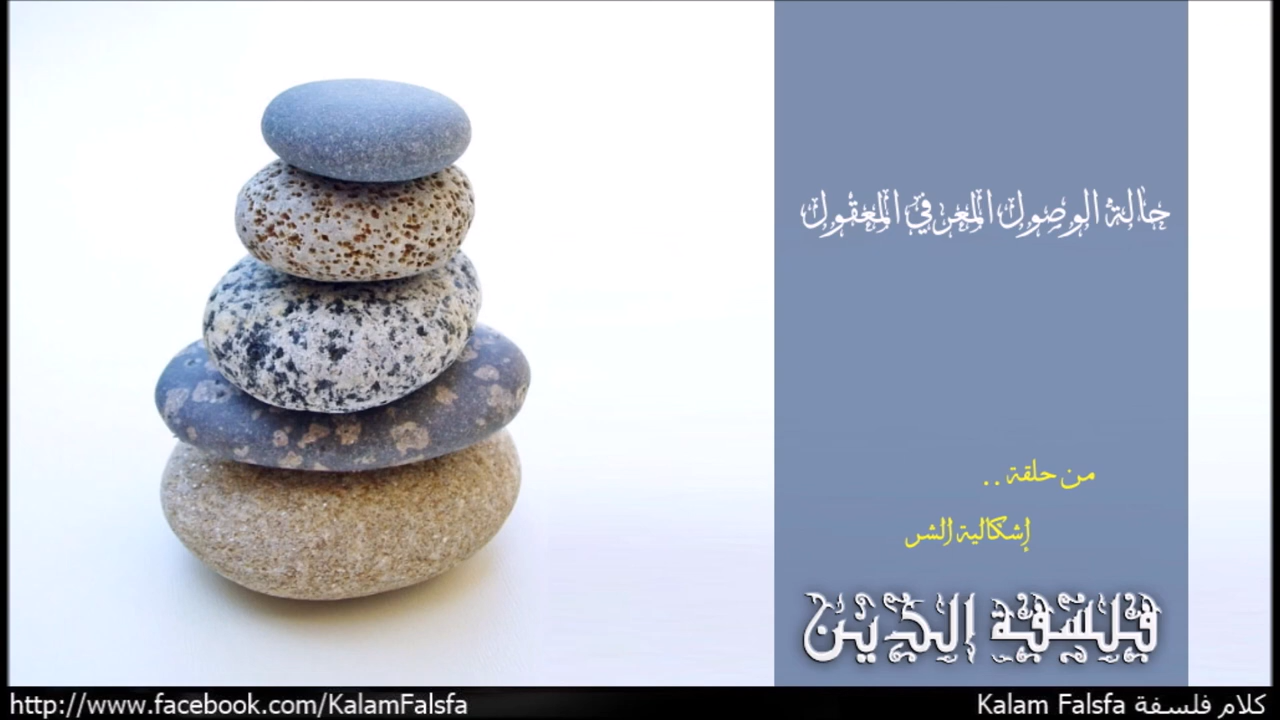 حالة الوصول المعرفي المعقول
من حلقة ..
إشكالية الشر
فلسفة الدين
http://www.facebook.com/KalamFalsfa
Kalam Falsfa كلام فلسفة